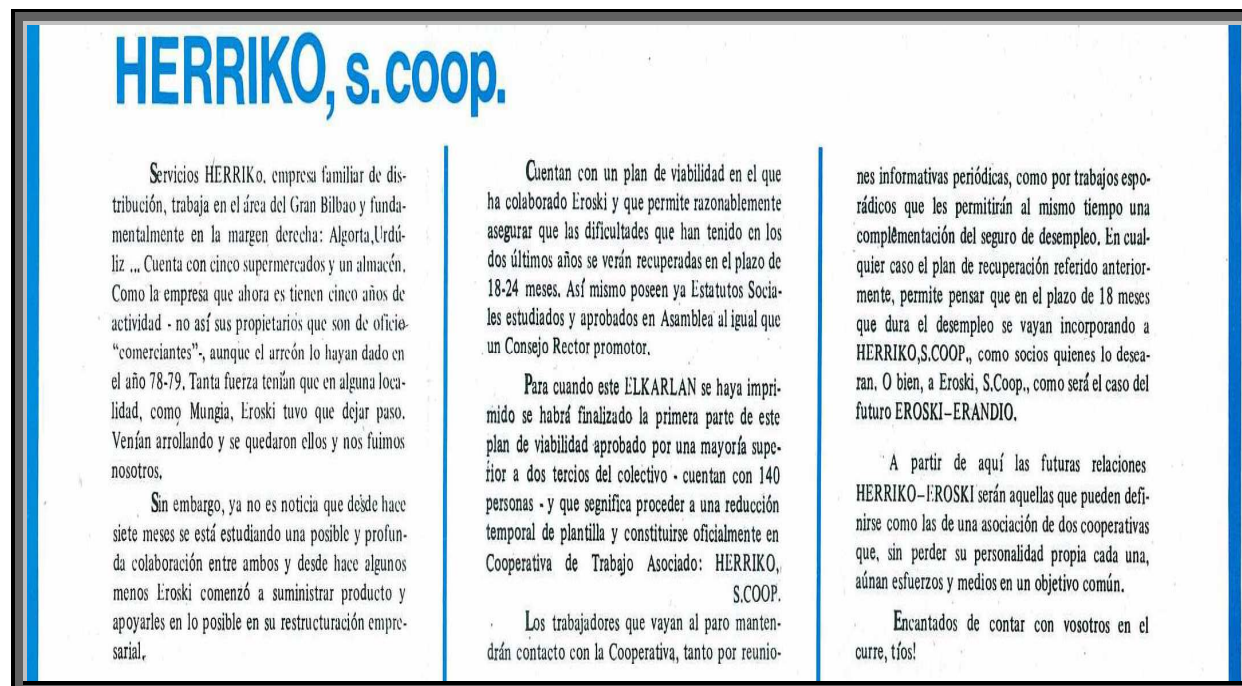 HERRIKO, s.coop.
Servicios HERRIKo, empresa familiar de dis-
tribución, trabaja en el área del Gran Bilbao y funda-
mentalmente en la margen derecha: Algorta,Urdú-
liz ... Cuenta con cinco supermercados y un almacén.
Como la empresa que ahora es tienen cinco años de
actividad - no así sus propietarios que son de oficio-
“comerciantes”-, aunque el arreón lo hayan dado en
el año 78-79. Tanta fuerza tenían que en alguna loca-
lidad, como Mungia, Eroski tuvo que dejar paso.
Venían arrollando y se quedaron ellos y nos fuimos
nosotros.
Sin embargo, ya no es noticia que desde hace
siete meses se está estudiando una posible y profun-
da colaboración entre ambos y desde hace algunos
menos Eroski comenzó a suministrar producto y
apoyarles en lo posible en su restructuración empre-
sarial.
Cuentan con un plan de viabilidad en el que
ha colaborado Eroski y que permite razonablemente
asegurar que las dificultades que han tenido en los
dos últimos años se verán recuperadas en el plazo de
18-24 meses. Así mismo poseen ya Estatutos Socia-
les estudiados y aprobados en Asamblea al igual que
un Consejo Rector promotor.
Para cuando este ELKARLAN se haya impri-
mido se habrá finalizado la primera parte de este
plan de viabilidad aprobado por una mayoría supe-
rior a dos tercios del colectivo - cuentan con 140
personas - y que segnifica proceder a una reducción
temporal de plantilla y constituirse oficialmente en
Cooperativa de Trabajo Asociado: HERRIKO,
S.COOP.
Los trabajadores que vayan al paro manten-
drán contacto con la Cooperativa, tanto por reunio-
nes informativas periódicas, como por trabajos espo-
rádicos que les permitirán al mismo tiempo una
complementación del seguro de desempleo. En cual-
quier caso el plan de recuperación referido anterior-
mente, permite pensar que en el plazo de 18 meses
que dura el desempleo se vayan incorporando a
HERRIKO,S.COOP., como socios quienes lo desea-
ran. O bien, a Eroski, S.Coop., como será el caso del
futuro EROSKI–ERANDIO.
A partir de aquí las futuras relaciones
HERRIKO–EROSKI serán aquellas que pueden defi-
nirse como las de una asociación de dos cooperativas
que, sin perder su personalidad propia cada una,
aúnan esfuerzos y medios en un objetivo común.
Encantados de contar con vosotros en el
curre, tíos!